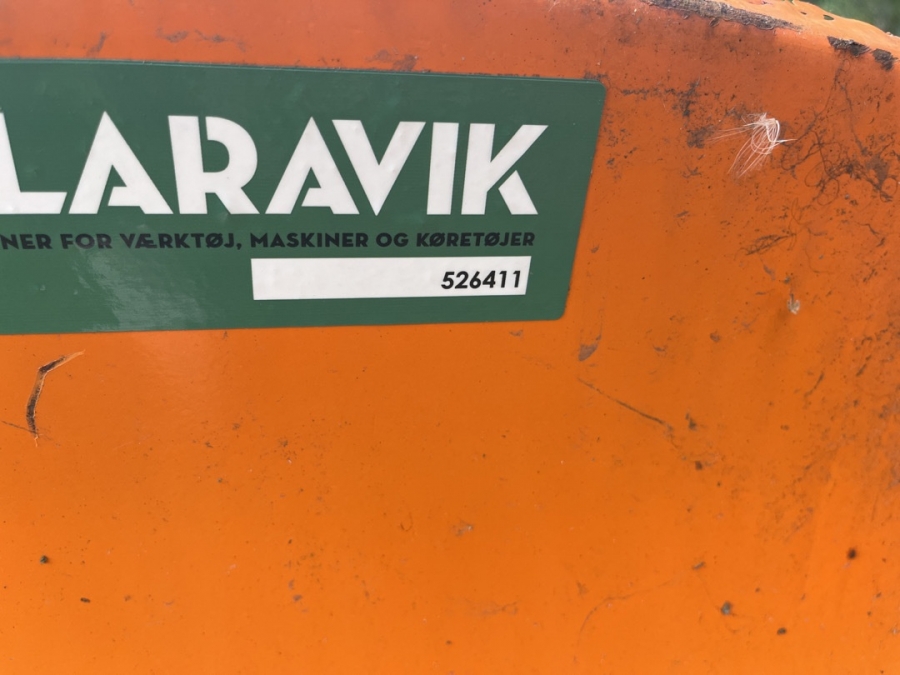 LARAVIK
NER FOR VÆRKTØJ, MASKINER OG KØRETØJER
526411